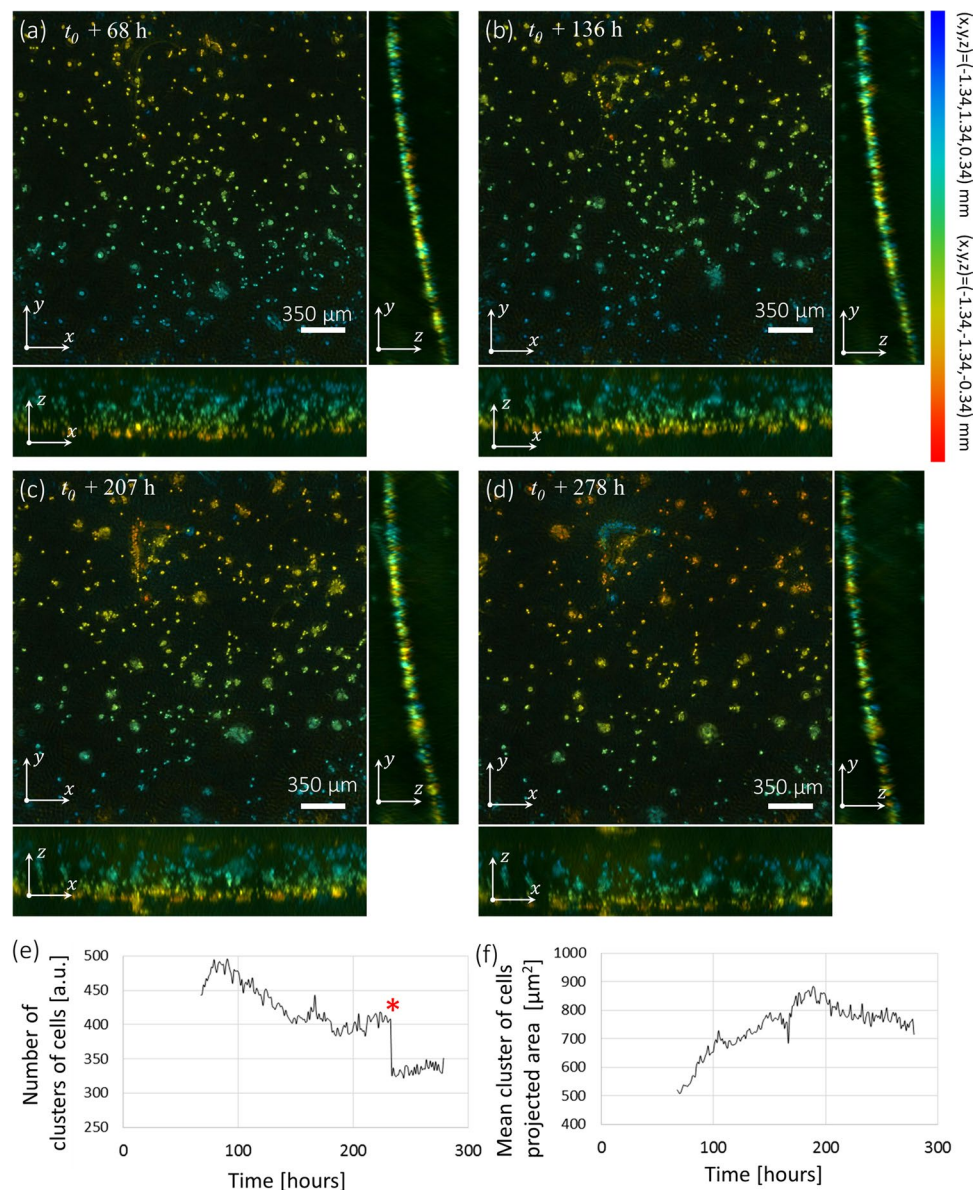 (a) t0 + 68 h
350 μm
y
x
y
z
z
x
(b) t0 + 136 h
350 μm
y
x
y
z
z
x
(x,y,z)=(-1.34,1.34,0.34) mm
(x,y,z)=(-1.34,-1.34,-0.34) mm
(c) t0 + 207 h
350 μm
y
x
y
z
z
x
(d) t0 + 278 h
350 μm
y
x
y
z
z
x
(e)
Number of
clusters of cells [a.u.]
500
450
400
350
300
250
*
0
100
200
300
Time [hours]
(f)
Mean cluster of cells
projected area [μm²]
1000
900
800
700
600
500
400
0
100
200
300
Time [hours]